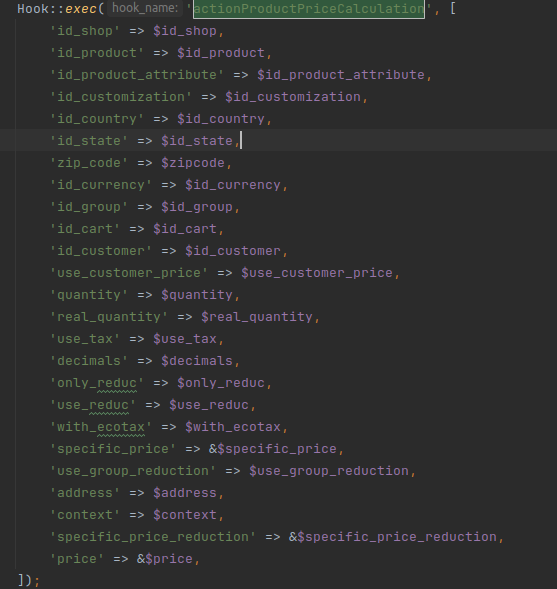 Hook::exec( hook_name: 'actionProductPriceCalculation', [
'id_shop' => $id_shop,
'id_product' => $id_product,
'id_product_attribute' => $id_product_attribute,
'id_customization' => $id_customization,
'id_country' => $id_country,
'id_state' => $id_state,
'zip_code' => $zipcode,
'id_currency' => $id_currency,
'id_group' => $id_group,
'id_cart' => $id_cart,
'id_customer' => $id_customer,
'use_customer_price' => $use_customer_price,
'quantity' => $quantity,
'real_quantity' => $real_quantity,
'use_tax' => $use_tax,
'decimals' => $decimals,
'only_reduc' => $only_reduc,
'use_reduc' => $use_reduc,
'with_ecotax' => $with_ecotax,
'specific_price' => &$specific_price,
'use_group_reduction' => $use_group_reduction,
'address' => $address,
'context' => $context,
'specific_price_reduction' => &$specific_price_reduction,
'price' => &$price,
]);